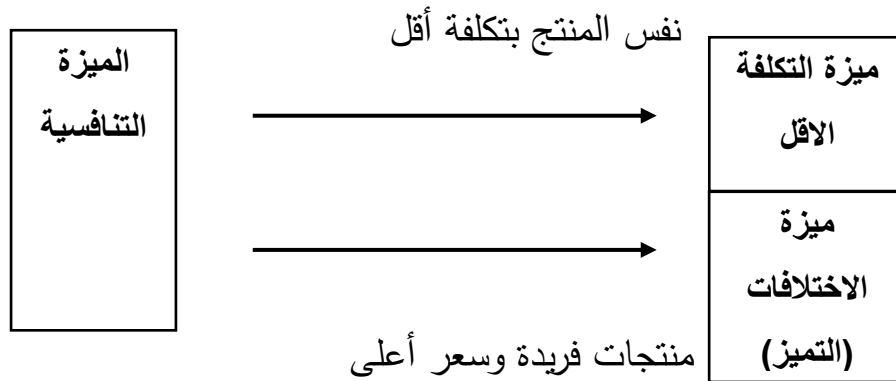 نفس المنتج بتكلفة أقل
ميزة التكلفة
الاقل
الميزة
التنافسية
ميزة
الاختلافات
(التميز)
منتجات فريدة وسعر أعلى